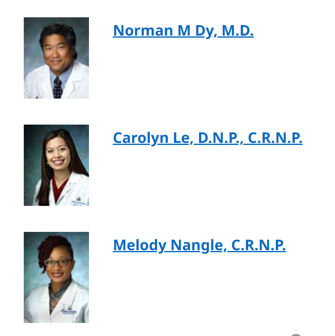 Norman M Dy, M.D.
Carolyn Le, D.N.P., C.R.N.P.
Melody Nangle, C.R.N.P.